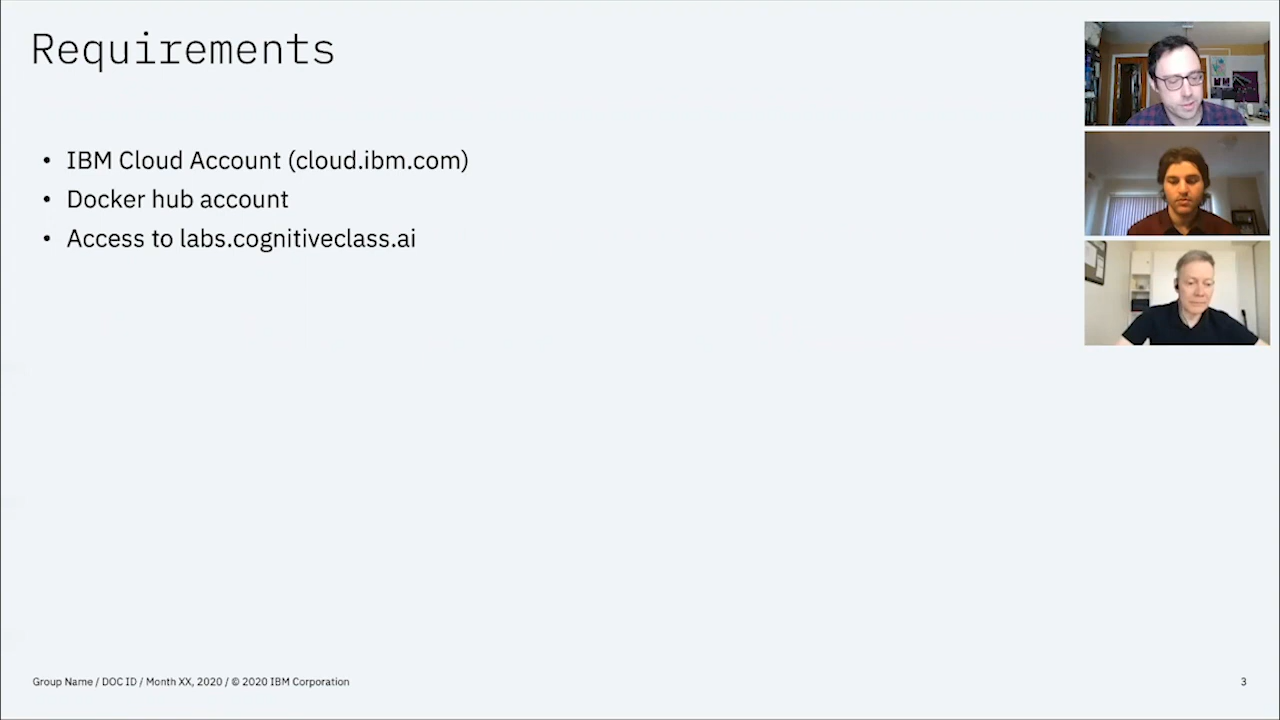 Requirements
• IBM Cloud Account (cloud.ibm.com)
• Docker hub account
• Access to labs.cognitiveclass.ai
Group Name / DOC ID / Month XX, 2020 / © 2020 IBM Corporation
3